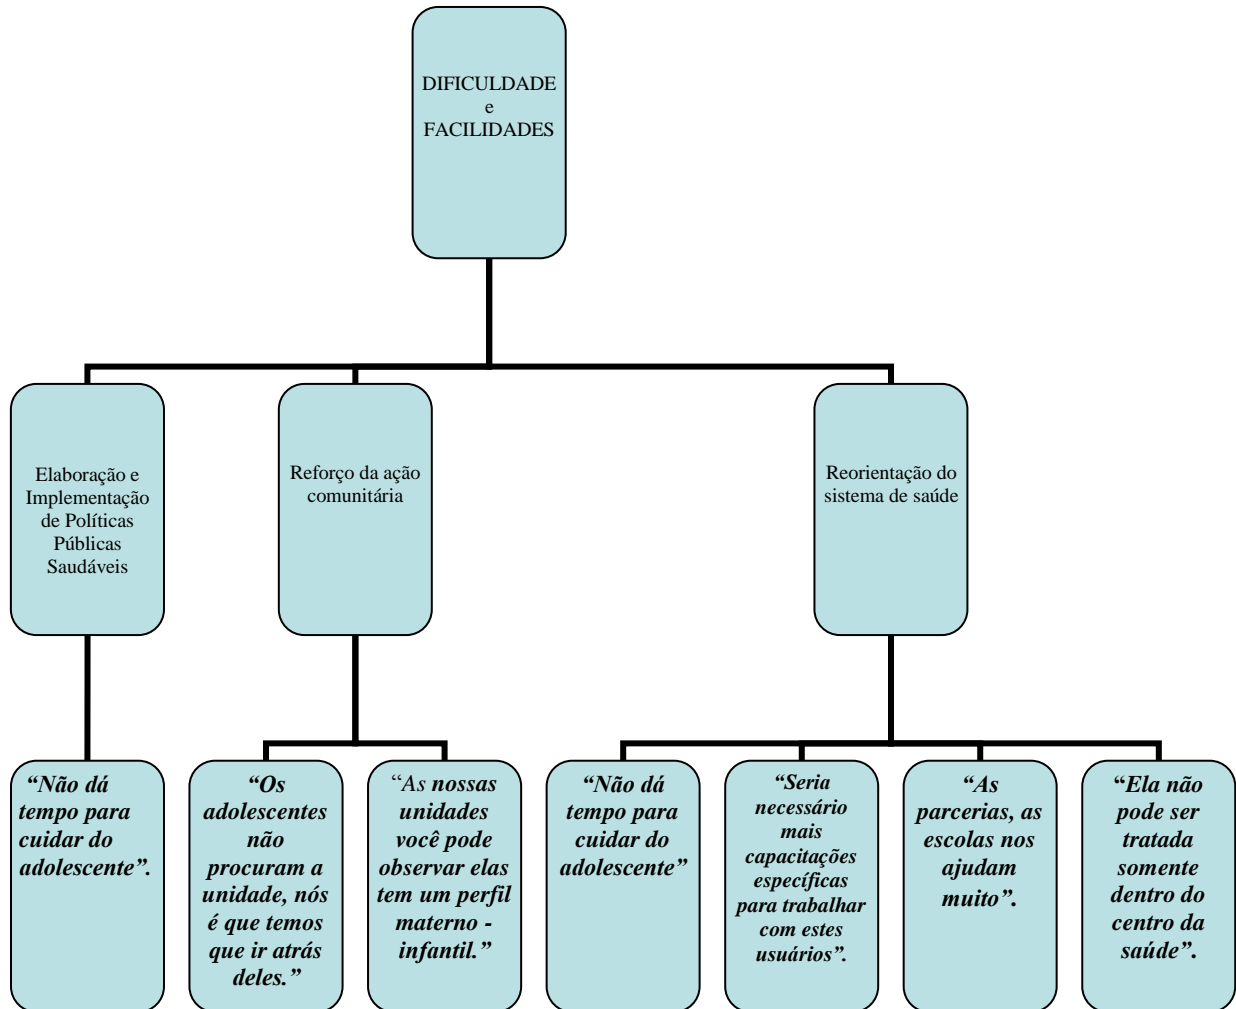 DIFICULDADE
e
FACILIDADES
Elaboração e
Implementação
de Políticas
Públicas
Saudáveis
Reforço da ação
comunitária
Reorientação do
sistema de saúde
“Não dá
tempo para
cuidar do
adolescente”.
“Os
adolescentes
não
procuram a
unidade, nós
é que temos
que ir atrás
deles.”
“As nossas
unidades
você pode
observar elas
tem um perfil
materno -
infantil.”
“Não dá
tempo para
cuidar do
adolescente”
“Seria
necessário
mais
capacitações
específicas
para trabalhar
com estes
usuários”.
“As
parcerias, as
escolas nos
ajudam
muito”.
“Ela não
pode ser
tratada
somente
dentro do
centro da
saúde”.